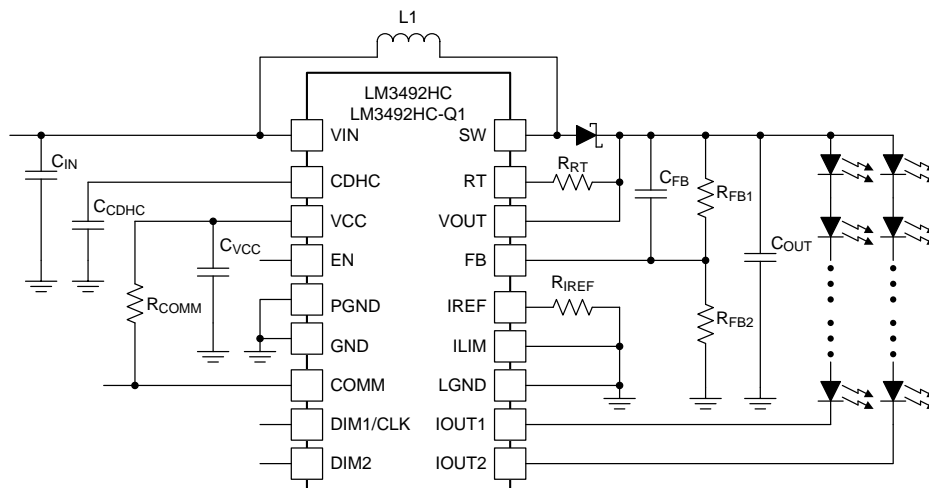 L1
LM3492HC
LM3492HC-Q1
VIN
SW
CIN
CDHC
RT
RRT
CFB
RFB1
CCDHC
VCC
VOUT
CVCC
COUT
EN
FB
RCOMM
PGND
IREF
RIREF
RFB2
GND
ILIM
COMM
LGND
DIM1/CLK
IOUT1
DIM2
IOUT2